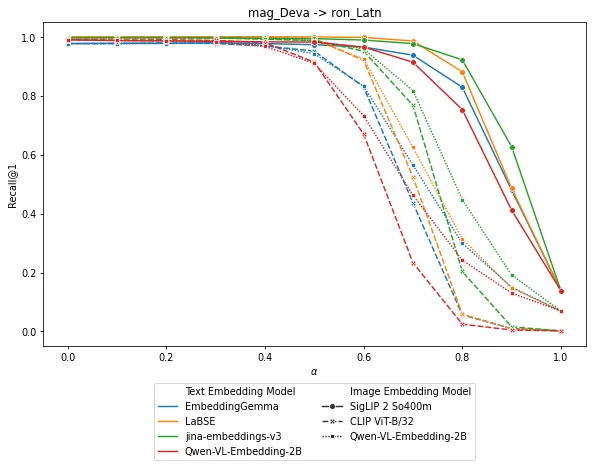 mag_Deva -> ron_Latn
1.0
0.8
0.6
0.4
0.2
0.0
Recall@1
0.0 0.2 0.4 0.6 0.8 1.0
α
Text Embedding Model Image Embedding Model
EmbeddingGemma SigLIP 2 So400m
LaBSE CLIP ViT-B/32
jina-embeddings-v3 Qwen-VL-Embedding-2B
Qwen-VL-Embedding-2B